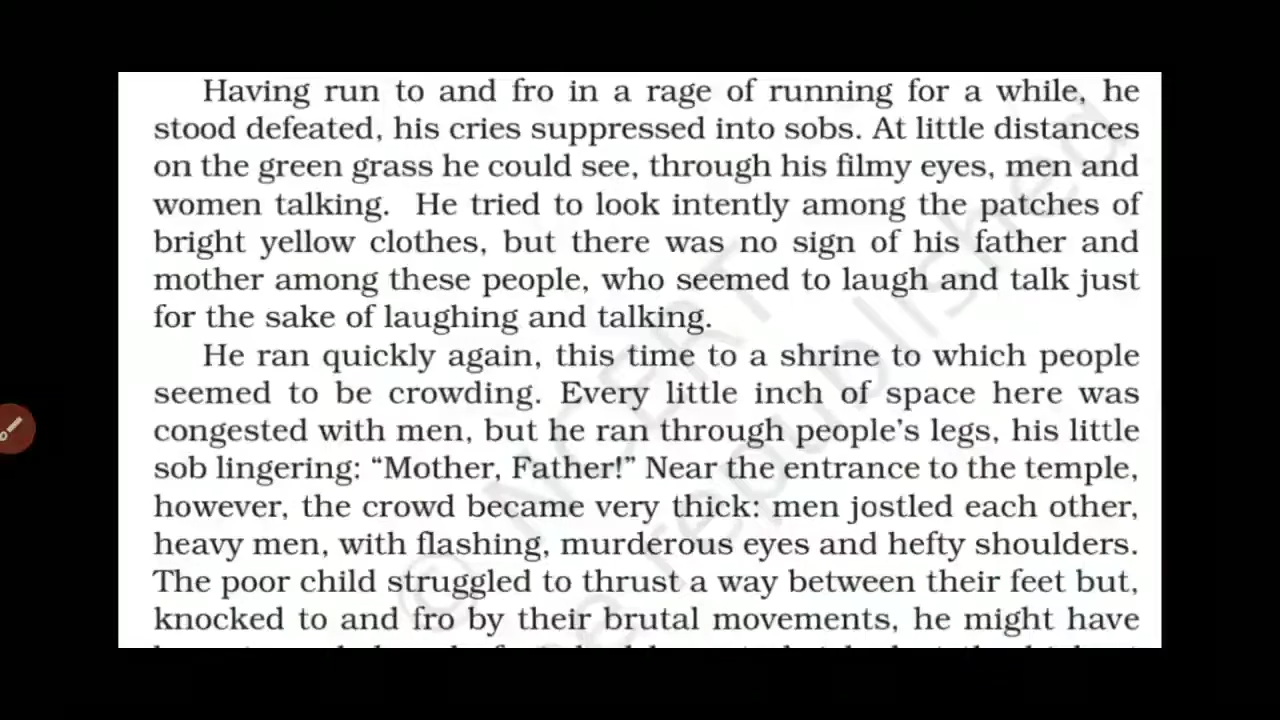 Having run to and fro in a rage of running for a while, he
stood defeated, his cries suppressed into sobs. At little distances
on the green grass he could see, through his filmy eyes, men and
women talking. He tried to look intently among the patches of
bright yellow clothes, but there was no sign of his father and
mother among these people, who seemed to laugh and talk just
for the sake of laughing and talking.
He ran quickly again, this time to a shrine to which people
seemed to be crowding. Every little inch of space here was
congested with men, but he ran through people's legs, his little
sob lingering: “Mother, Father!” Near the entrance to the temple,
however, the crowd became very thick: men jostled each other,
heavy men, with flashing, murderous eyes and hefty shoulders.
The poor child struggled to thrust a way between their feet but,
knocked to and fro by their brutal movements, he might have
© NCERT
be republished